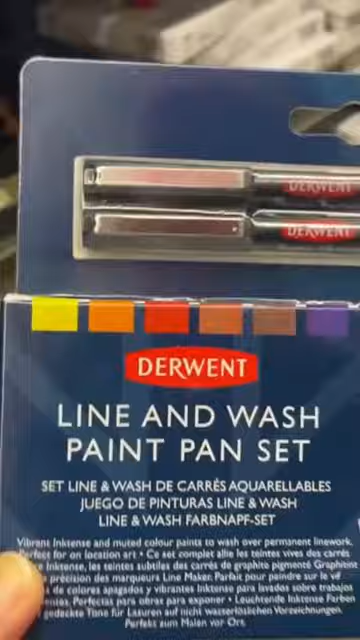 DERWENT
DERWENT
DERWENT
LINE AND WASH
PAINT PAN SET
SET LINE & WASH DE CARRÉS AQUARELLABLES
JUEGO DE PINTURAS LINE & WASH
LINE & WASH FARBNAPF-SET
Vibrant Inktense and muted colour paints to wash over permanent linework.
Perfect for on location art • Ce set complet allie les teintes vives des carrés
Inktense, les teintes subtiles des carrés de graphite pigmenté Graphitint
précision des marqueurs Line Maker. Parfait pour peindre sur le vif
de colores apagados y vibrantes Inktense para lavados sobre trabajos
Perfectas para obras para exponer • Leuchtende Inktense Farben
gedeckte Töne für Lasuren auf nicht wasserlöslichen Vorzeichnungen.
Perfekt zum Malen vor Ort.